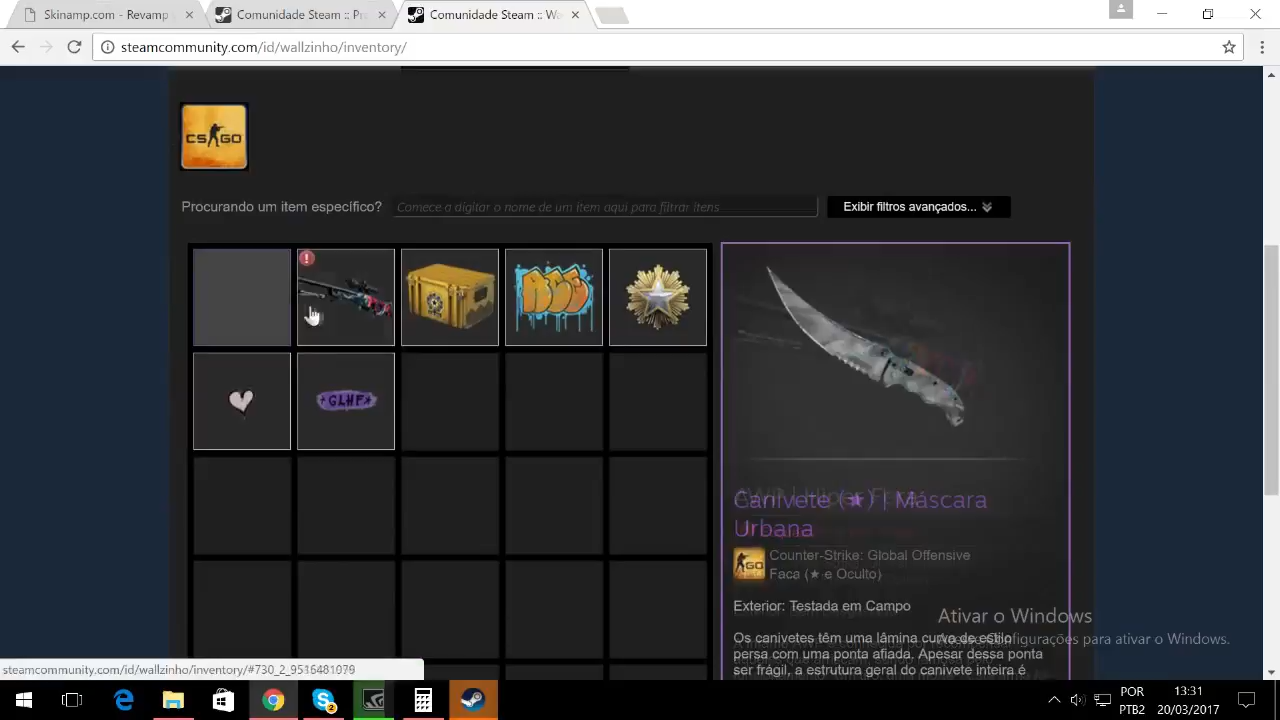 Skinamp.com - Revamp
Comunidade Steam :: Pr
Comunidade Steam :: Wa
steamcommunity.com/id/wallzinho/inventory/
CS GO
Procurando um item específico?
Comece a digitar o nome de um item aqui para filtrar itens
Exibir filtros avançados...
ACE
GLHF
Canivete (★) | Máscara
Urbana
GO
Counter-Strike: Global Offensive
Faca (★ e Oculto)
Exterior: Testada em Campo
Os canivetes têm uma lâmina curva de estilo
persa com uma ponta afiada. Apesar dessa ponta
ser frágil, a estrutura geral do canivete inteira é
Ativar o Windows
Configurações para ativar o Windows.
steamcommunity.com/id/wallzinho/inventory/#730_2_9516481079
POR
PTB2
13:31
20/03/2017